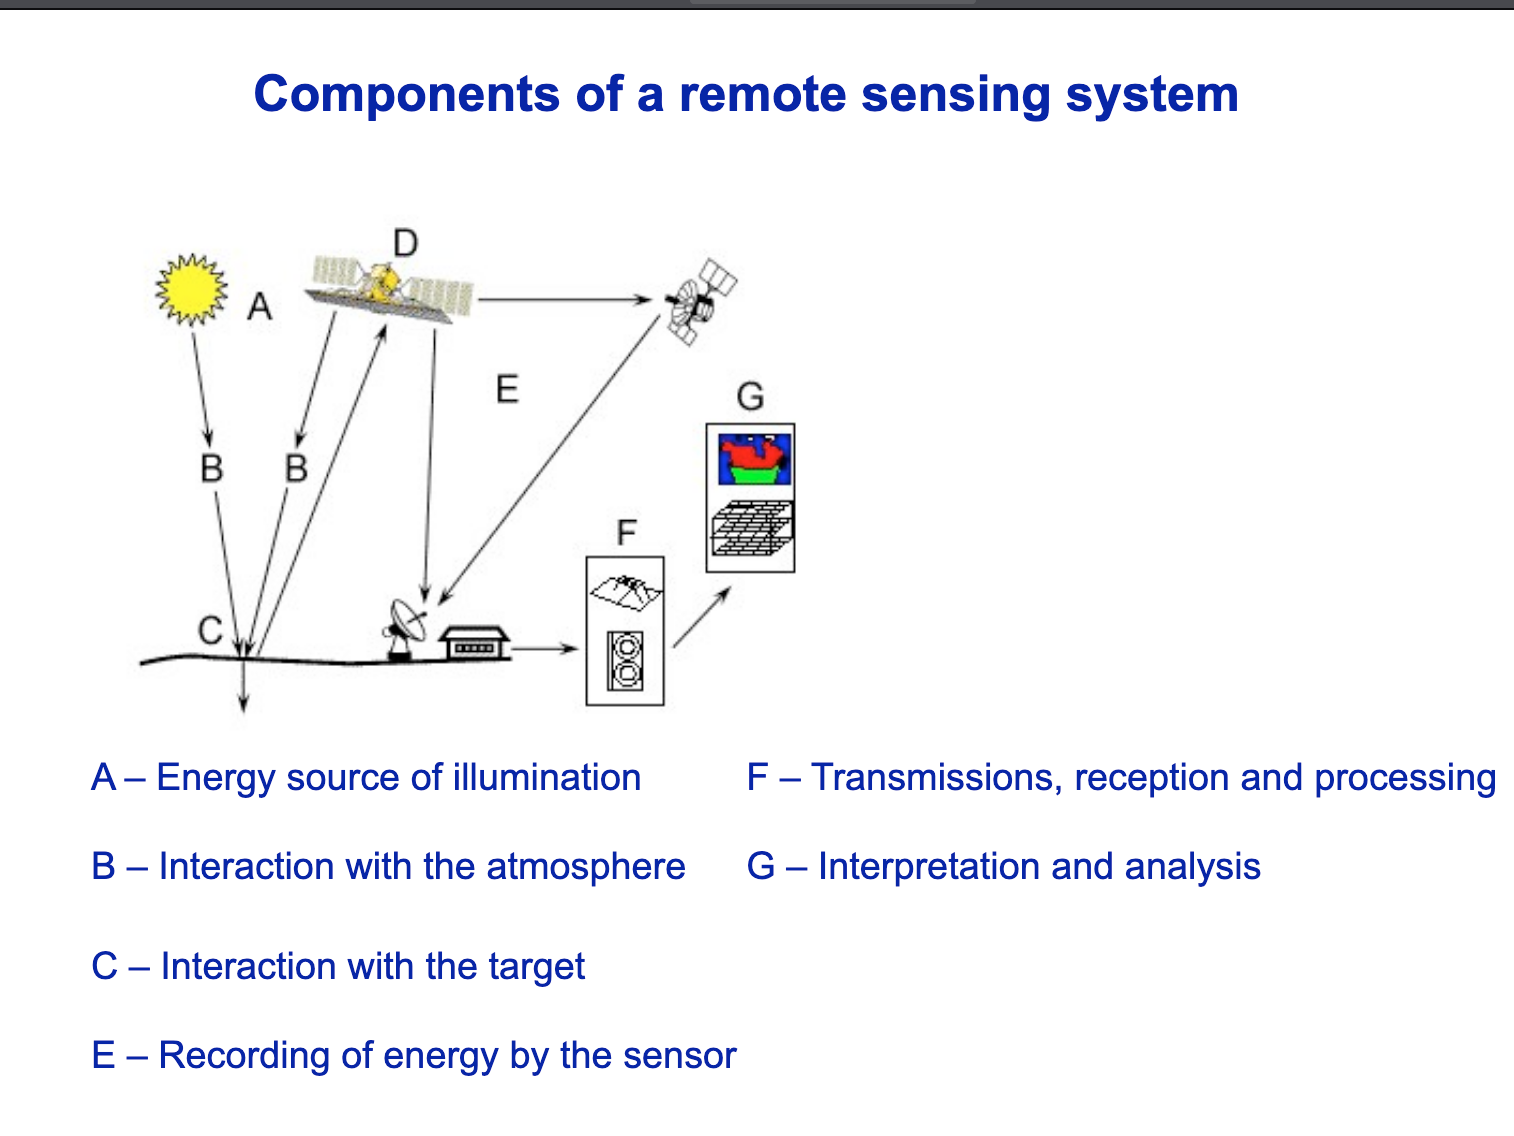 Components of a remote sensing system
D
A
E
G
B
B
F
C
A – Energy source of illumination
F – Transmissions, reception and processing
B – Interaction with the atmosphere
G – Interpretation and analysis
C – Interaction with the target
E – Recording of energy by the sensor